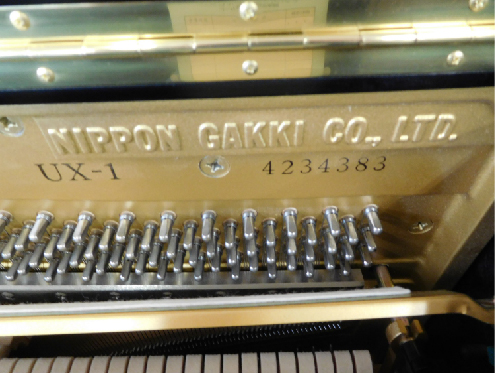 NIPPON GAKKI CO., LTD.
UX-1 4234383